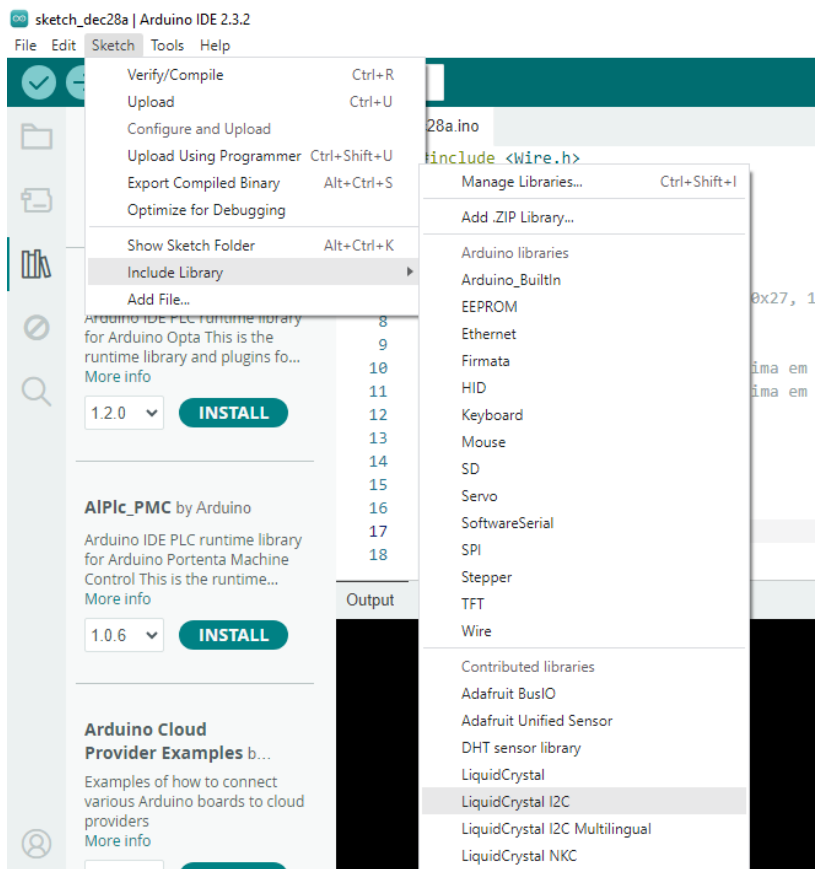 sketch_dec28a | Arduino IDE 2.3.2
File Edit Sketch Tools Help
Verify/Compile Ctrl+R
Upload Ctrl+U
Configure and Upload
Upload Using Programmer Ctrl+Shift+U
Export Compiled Binary Alt+Ctrl+S
Optimize for Debugging
Show Sketch Folder Alt+Ctrl+K
Include Library
Add File...
28a.ino
#include <Wire.h>
Manage Libraries... Ctrl+Shift+I
Add .ZIP Library...
Arduino libraries
Arduino_BuiltIn
EEPROM
Ethernet
Firmata
HID
Keyboard
Mouse
SD
Servo
SoftwareSerial
SPI
Stepper
TFT
Wire
Contributed libraries
Adafruit BusIO
Adafruit Unified Sensor
DHT sensor library
LiquidCrystal
LiquidCrystal I2C
LiquidCrystal I2C Multilingual
LiquidCrystal NKC
0x27, 1
ima em
ima em
8
9
10
11
12
13
14
15
16
17
18
Output
Arduino IDE PLC runtime library
for Arduino Opta This is the
runtime library and plugins fo...
More info
1.2.0 INSTALL
AlPlc_PMC by Arduino
Arduino IDE PLC runtime library
for Arduino Portenta Machine
Control This is the runtime...
More info
1.0.6 INSTALL
Arduino Cloud
Provider Examples b...
Examples of how to connect
various Arduino boards to cloud
providers
More info